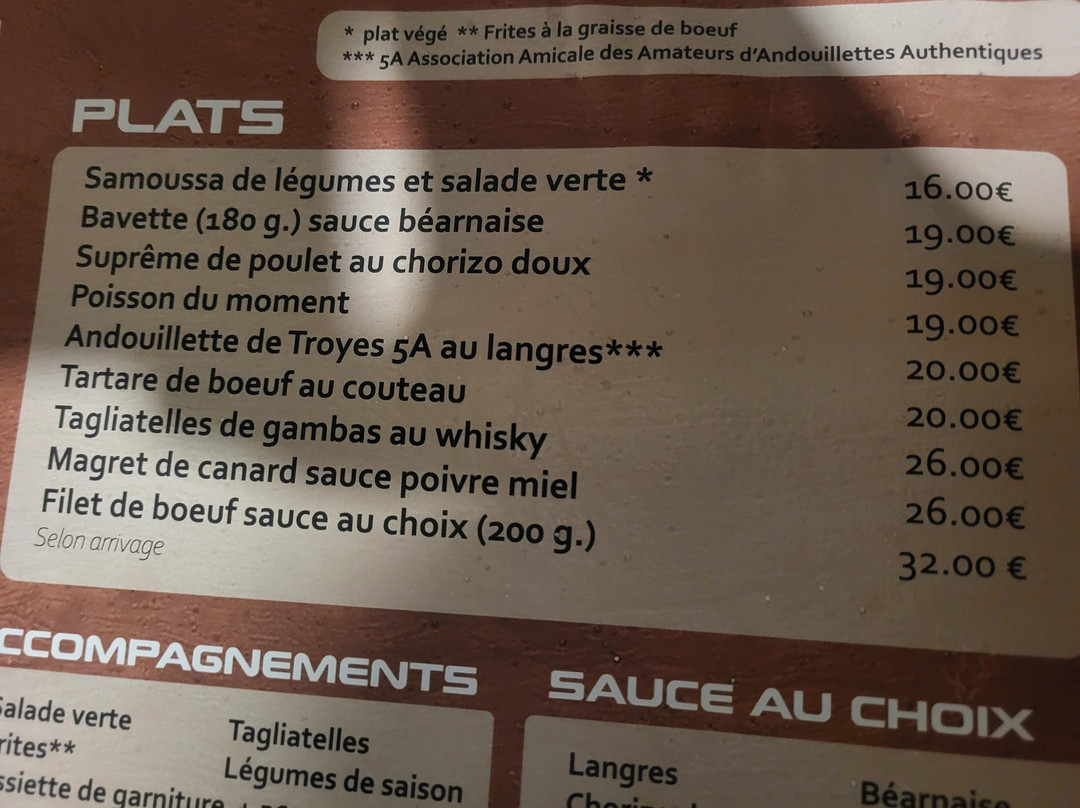 * plat végé ** Frites à la graisse de boeuf
*** 5A Association Amicale des Amateurs d'Andouillettes Authentiques
PLATS
Samoussa de légumes et salade verte * 16.00€
Bavette (180 g.) sauce béarnaise 19.00€
Suprême de poulet au chorizo doux 19.00€
Poisson du moment 19.00€
Andouillette de Troyes 5A au langres*** 20.00€
Tartare de boeuf au couteau 20.00€
Tagliatelles de gambas au whisky 26.00€
Magret de canard sauce poivre miel 26.00€
Filet de boeuf sauce au choix (200 g.) 32.00 €
Selon arrivage
CCOMPAGNEMENTS
Salade verte
rites**
ssiette de garniture
Tagliatelles
Légumes de saison
SAUCE AU CHOIX
Langres
Béarnaise